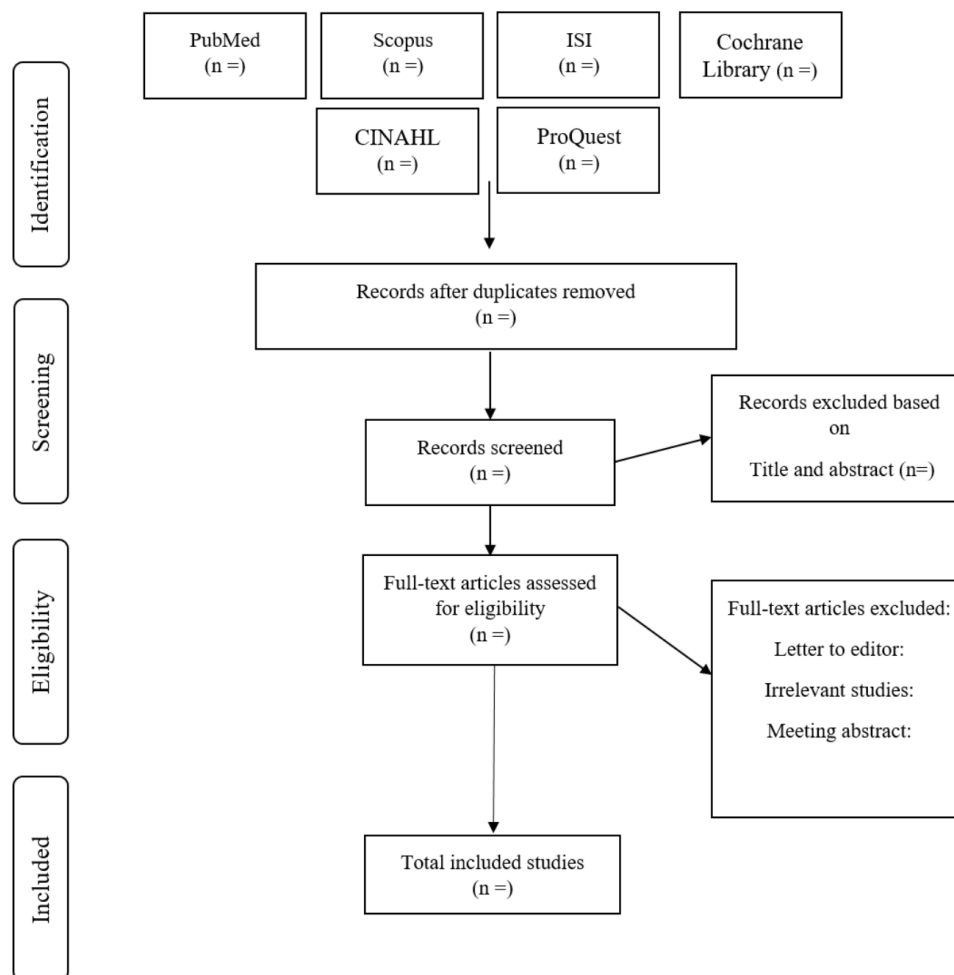 PubMed
(n =)
Scopus
(n =)
ISI
(n =)
Cochrane
Library (n =)
CINAHL
(n =)
ProQuest
(n =)
Identification
Records after duplicates removed
(n =)
Screening
Records screened
(n =)
Records excluded based
on
Title and abstract (n=)
Eligibility
Full-text articles assessed
for eligibility
(n =)
Full-text articles excluded:
Letter to editor:
Irrelevant studies:
Meeting abstract:
Included
Total included studies
(n =)